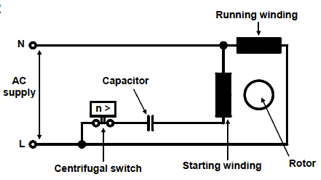 Running winding
N
AC
supply
Capacitor
n >
L
Centrifugal switch
Starting winding
Rotor